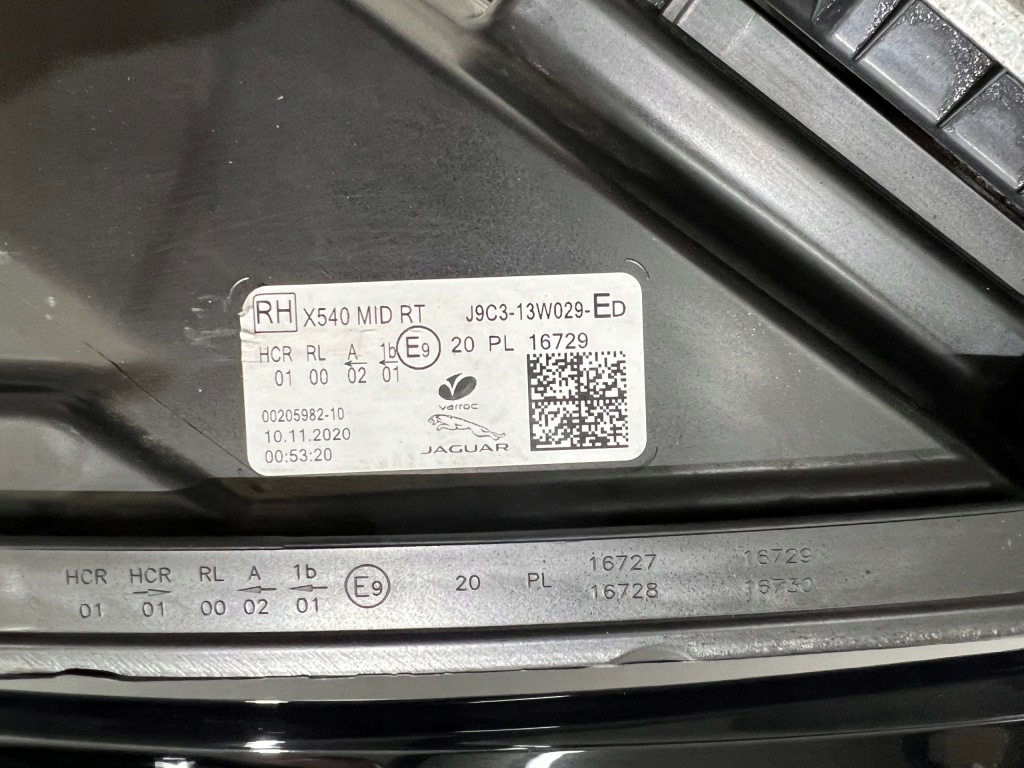 RH X540 MID RT J9C3-13W029-ED
HCR RL A 1b E9 20 PL 16729
01 00 02 01
00205982-10
10.11.2020
00:53:20
varroc
JAGUAR
HCR HCR RL A 1b E9 20 PL 16727 16729
01 01 00 02 01 16728 16730